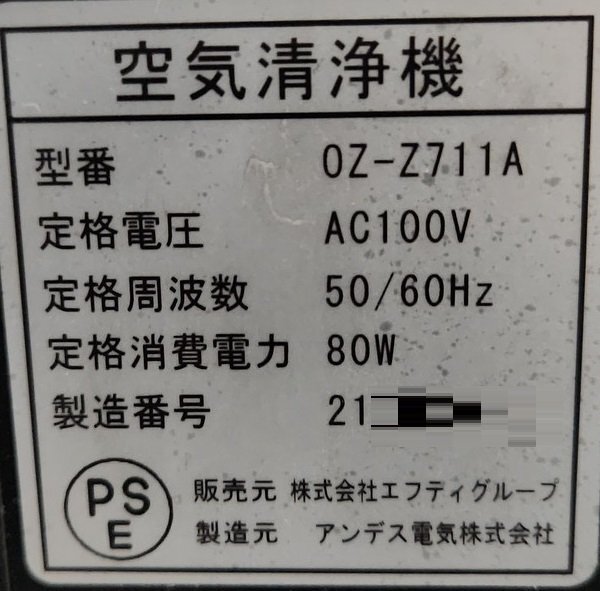 空気清浄機
型番 OZ-Z711A
定格電圧 AC100V
定格周波数 50/60Hz
定格消費電力 80W
製造番号 21
PS
E
販売元 株式会社エフティグループ
製造元 アンデス電気株式会社